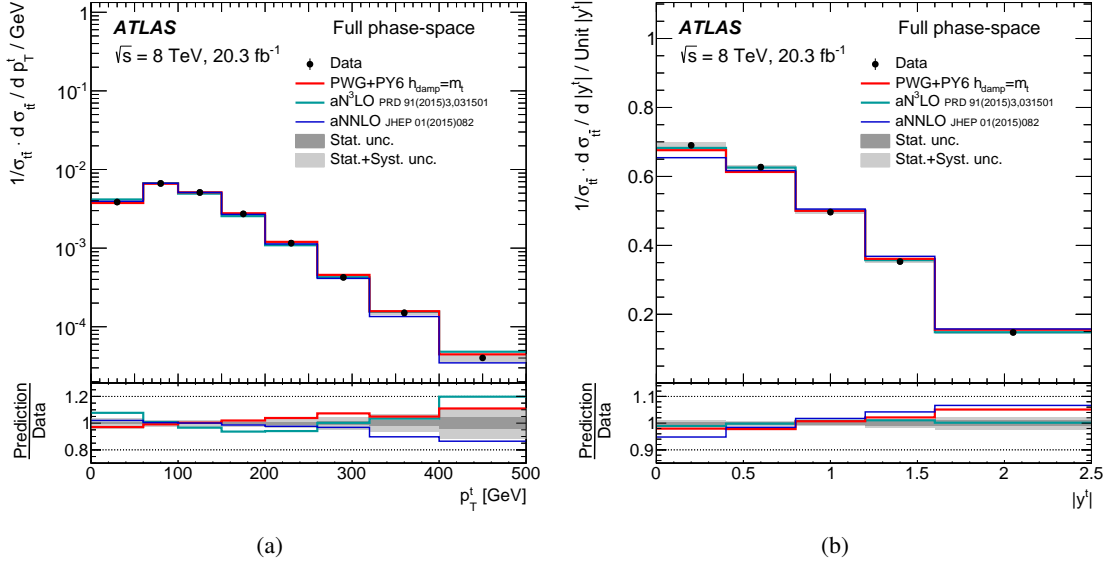 ATLAS Full phase-space
√s = 8 TeV, 20.3 fb⁻¹
Data
PWG+PY6 h_damp=m_t
aN³LO PRD 91(2015)3,031501
aNNLO JHEP 01(2015)082
Stat. unc.
Stat.+Syst. unc.
1/σ_tt̄ · d σ_tt̄ / d p_T^t / GeV
1
10⁻¹
10⁻²
10⁻³
10⁻⁴
Prediction
Data
1.2
1
0.8
0 100 200 300 400 500
p_T^t [GeV]
(a)
ATLAS Full phase-space
√s = 8 TeV, 20.3 fb⁻¹
Data
PWG+PY6 h_damp=m_t
aN³LO PRD 91(2015)3,031501
aNNLO JHEP 01(2015)082
Stat. unc.
Stat.+Syst. unc.
1/σ_tt̄ · d σ_tt̄ / d |y^t| / Unit |y^t|
1
0.8
0.6
0.4
0.2
Prediction
Data
1.1
1
0.9
0 0.5 1 1.5 2 2.5
|y^t|
(b)